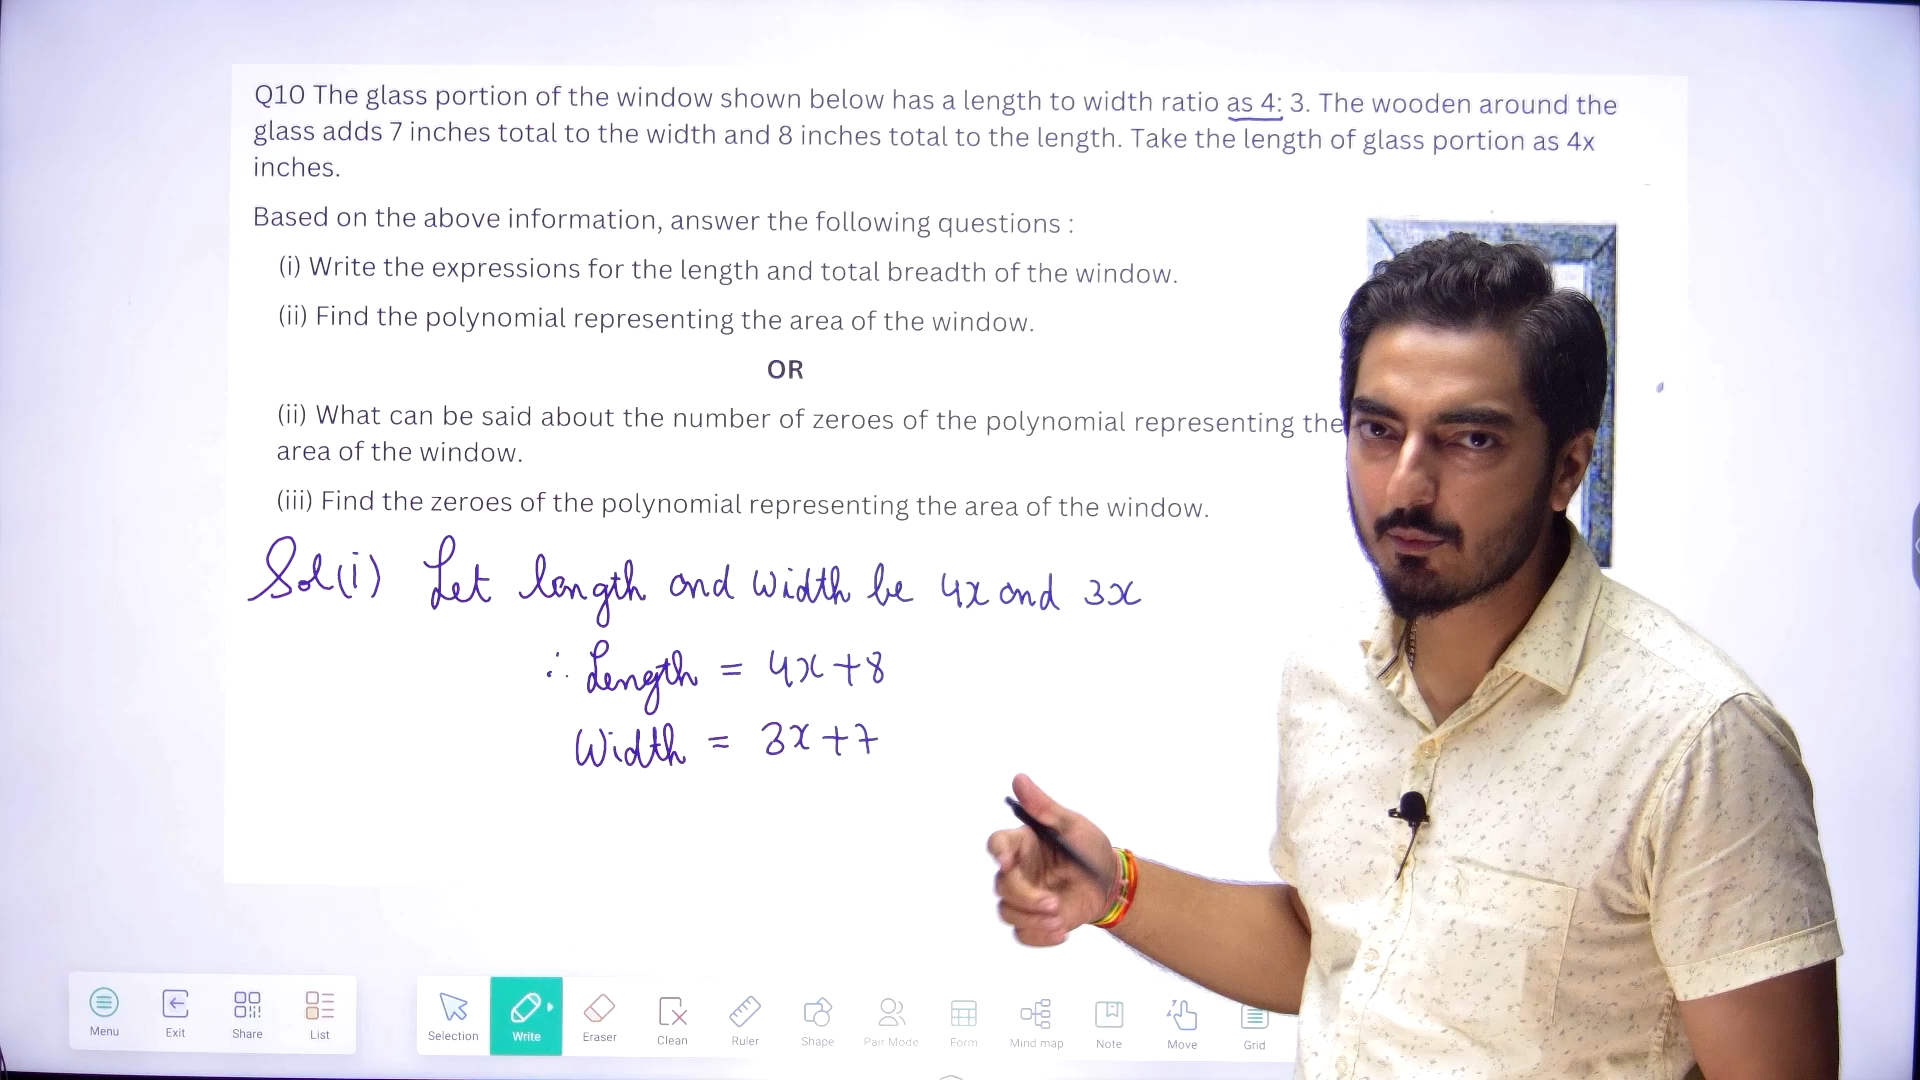 Q10 The glass portion of the window shown below has a length to width ratio as 4: 3. The wooden around the
glass adds 7 inches total to the width and 8 inches total to the length. Take the length of glass portion as 4x
inches.
Based on the above information, answer the following questions :
(i) Write the expressions for the length and total breadth of the window.
(ii) Find the polynomial representing the area of the window.
OR
(ii) What can be said about the number of zeroes of the polynomial representing the
area of the window.
(iii) Find the zeroes of the polynomial representing the area of the window.
Sol(i) Let length and width be 4x and 3x
∴ Length = 4x+8
Width = 3x+7
Menu Exit Share List Selection Write Eraser Clean Ruler Shape Pair Mode Form Mind map Note Move Grid